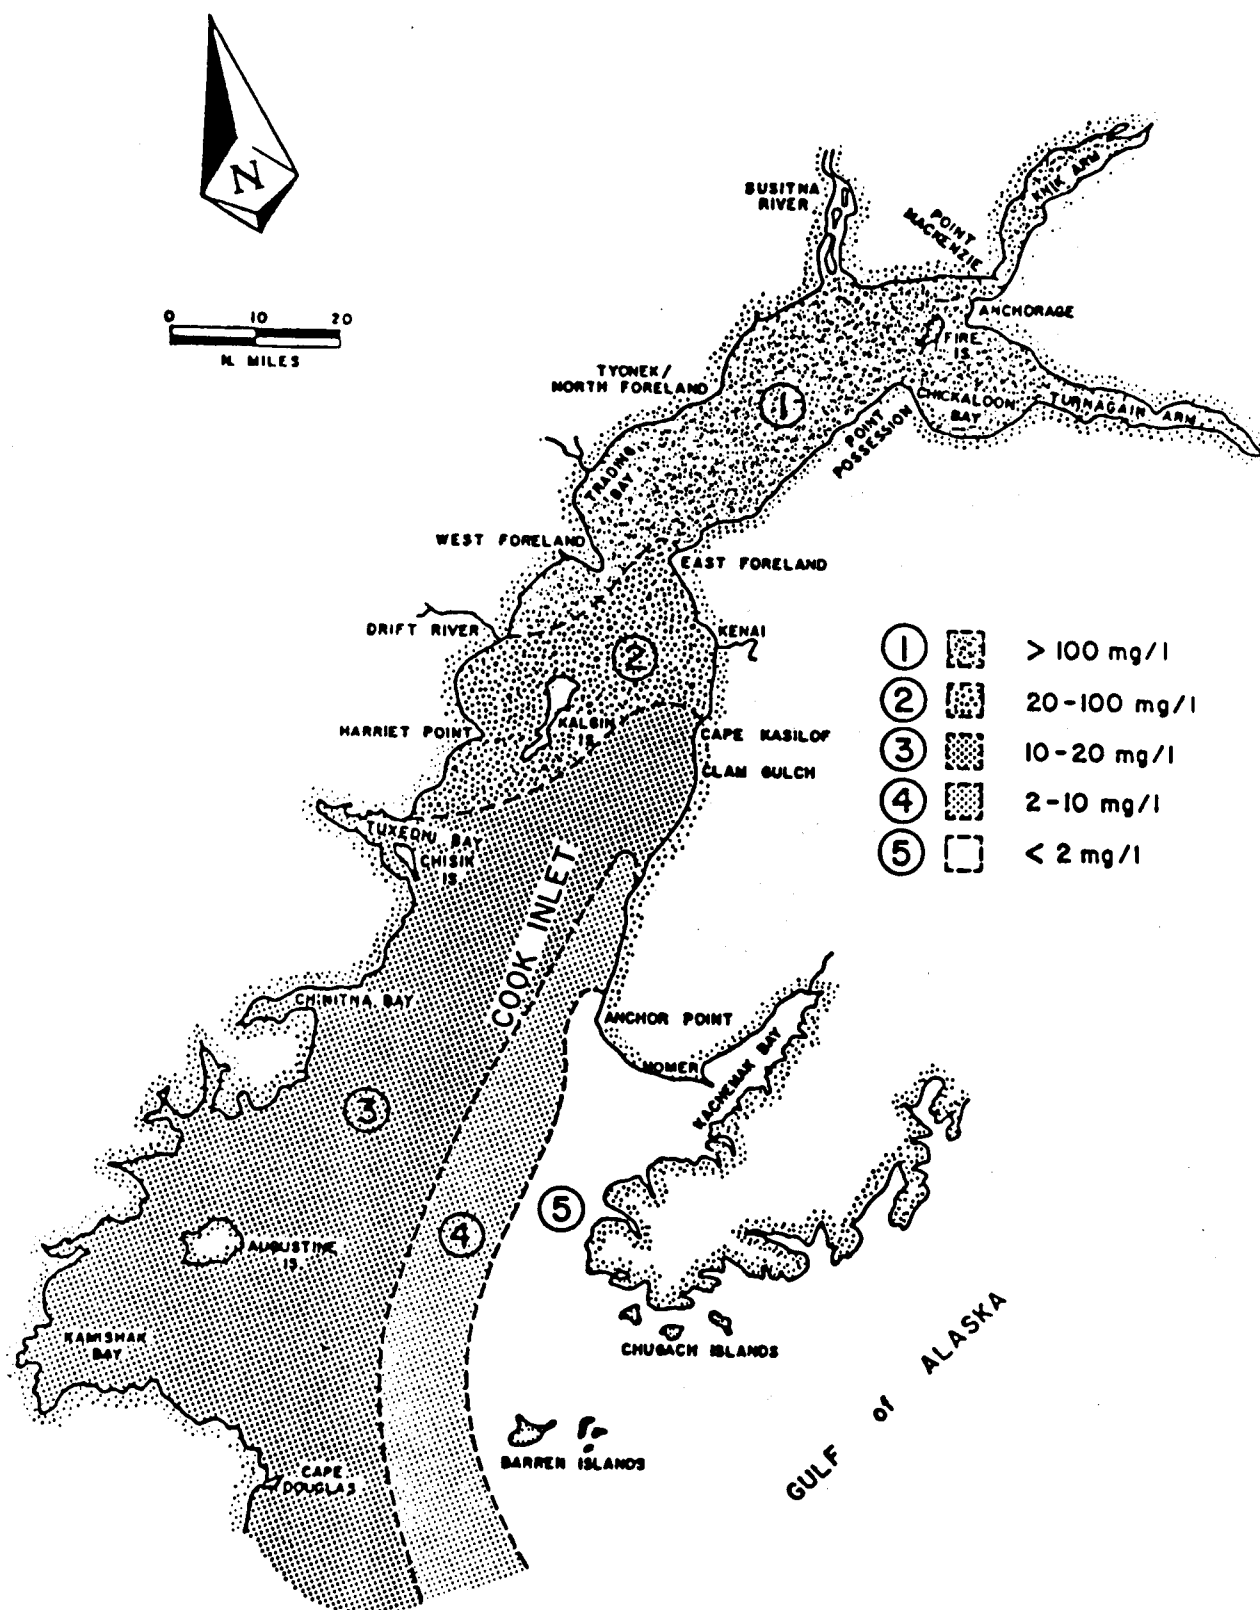 N
0 10 20
N. MILES
SUSITNA
RIVER
KNIK ARM
POINT
MACKENZIE
ANCHORAGE
FIRE
IS.
TYONEK/
NORTH FORELAND
1
CHICKALOON
BAY
TURNAGAIN ARM
POINT
POSSESSION
TRADING
BAY
WEST FORELAND
EAST FORELAND
DRIFT RIVER
KENAI
2
HARRIET POINT
KALGIN
IS.
CAPE KASILOF
CLAM GULCH
1 > 100 mg/l
2 20-100 mg/l
3 10-20 mg/l
4 2-10 mg/l
5 < 2 mg/l
TUXEDNI BAY
CHISIK
IS.
COOK INLET
CHINITNA BAY
ANCHOR POINT
HOMER
KACHEMAK BAY
3
5
4
AUGUSTINE
IS.
KAMISHAK
BAY
CHUGACH ISLANDS
GULF of ALASKA
BARREN ISLANDS
CAPE
DOUGLAS